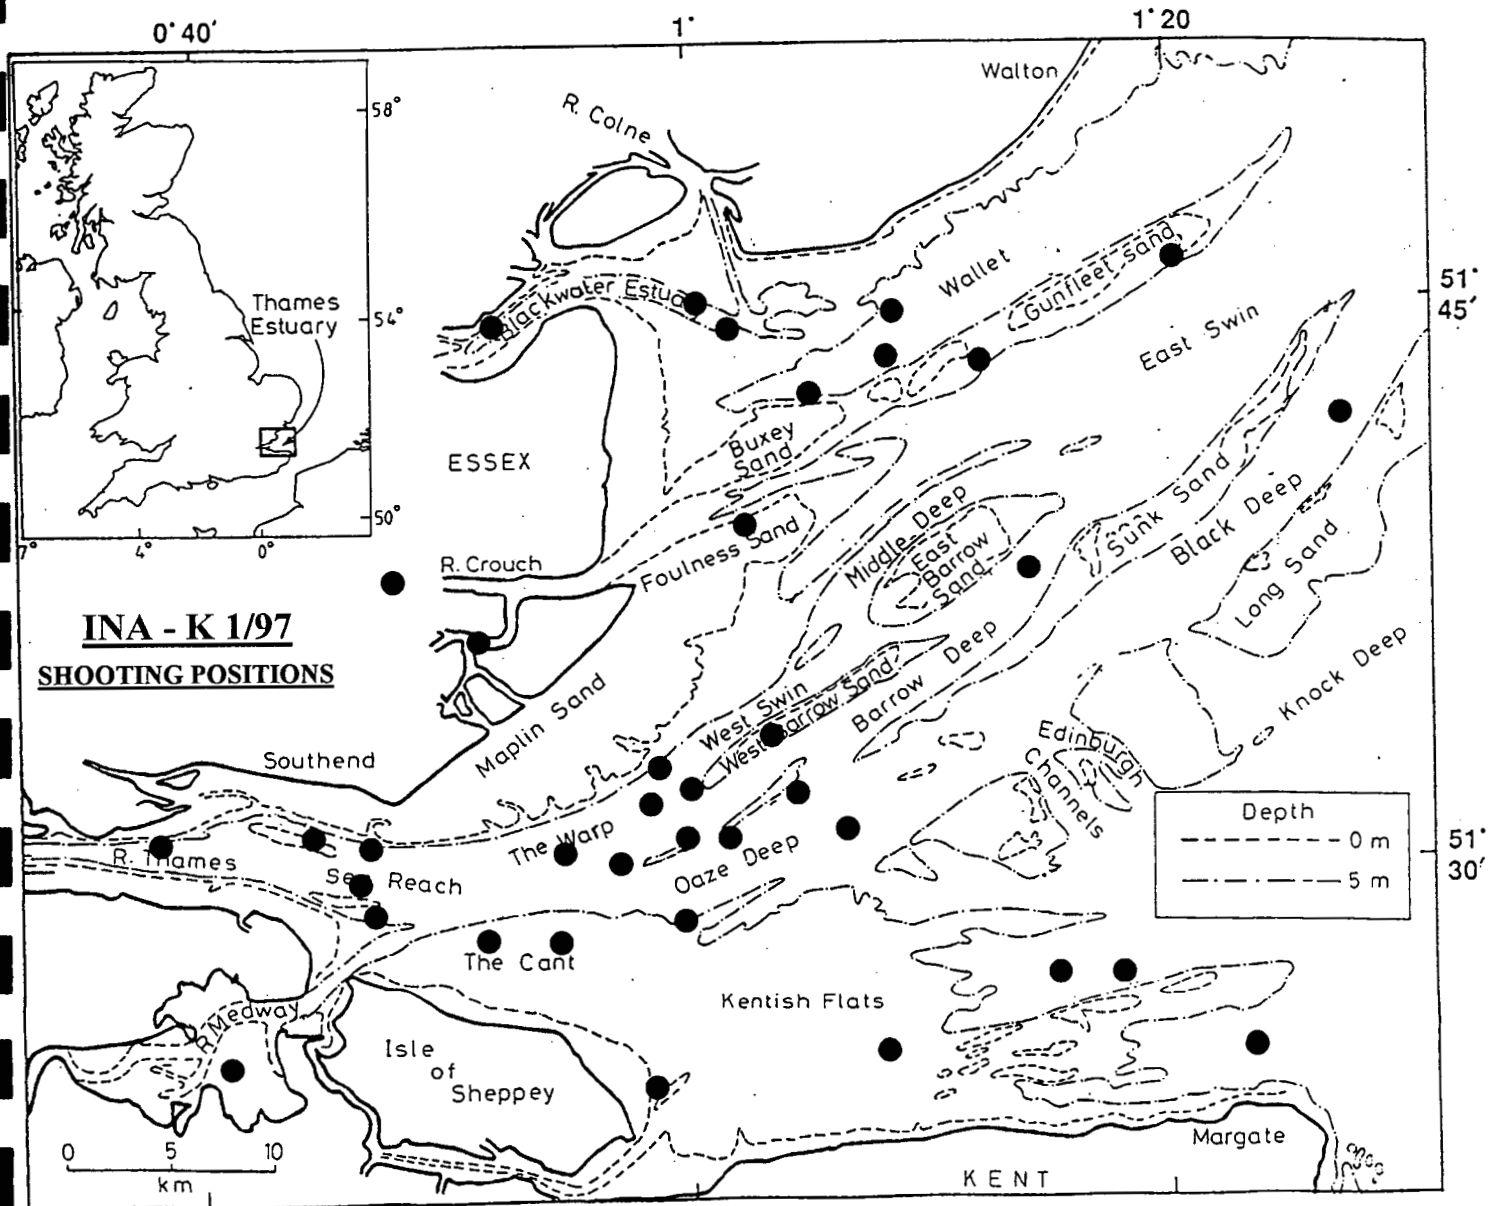 0° 40′
1°
1° 20
58°
54°
50°
7°
4°
0°
Thames
Estuary
Walton
R. Colne
Blackwater Estua
Wallet
Gunfleet sand
51°
45′
East Swin
ESSEX
Buxey
Sand
Sunk Sand
Black Deep
Long Sand
Knock Deep
R. Crouch
Foulness Sand
Middle Deep
East
Barrow
Sand
INA - K 1/97
SHOOTING POSITIONS
Maplin Sand
West Swin
West Barrow Sand
Barrow Deep
Edinburgh
Channels
Southend
The Warp
Oaze Deep
R. Thames
Sea Reach
Depth
0 m
5 m
51°
30′
The Cant
Kentish Flats
R Medway
Isle
of
Sheppey
Margate
KENT
0 5 10
km